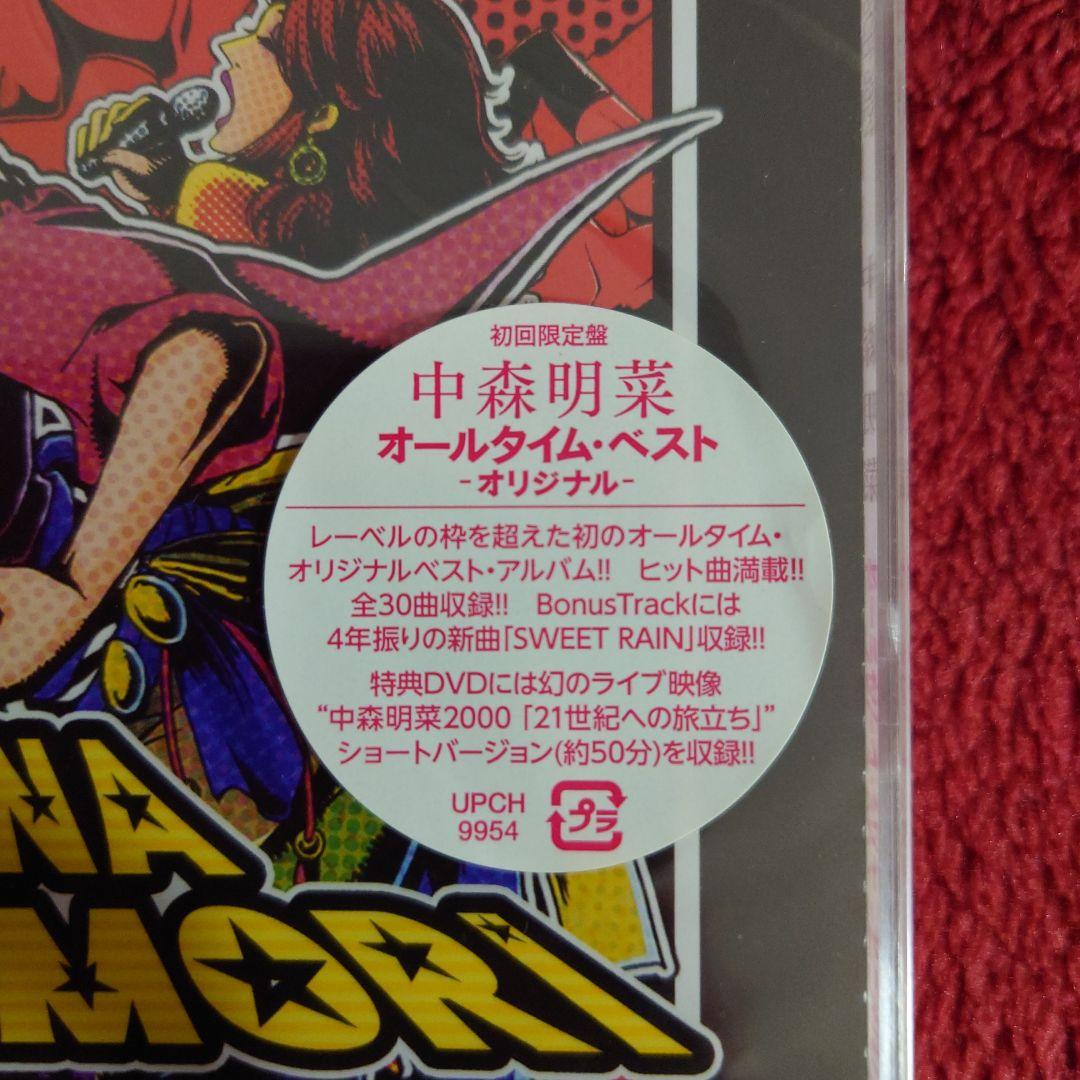 初回限定盤
中森明菜
オールタイム・ベスト
-オリジナル-
レーベルの枠を超えた初のオールタイム・
オリジナルベスト・アルバム!! ヒット曲満載!!
全30曲収録!! BonusTrackには
4年振りの新曲「SWEET RAIN」収録!!
特典DVDには幻のライブ映像
“中森明菜2000「21世紀への旅立ち」”
ショートバージョン(約50分)を収録!!
UPCH
9954
プラ
NA
MORI